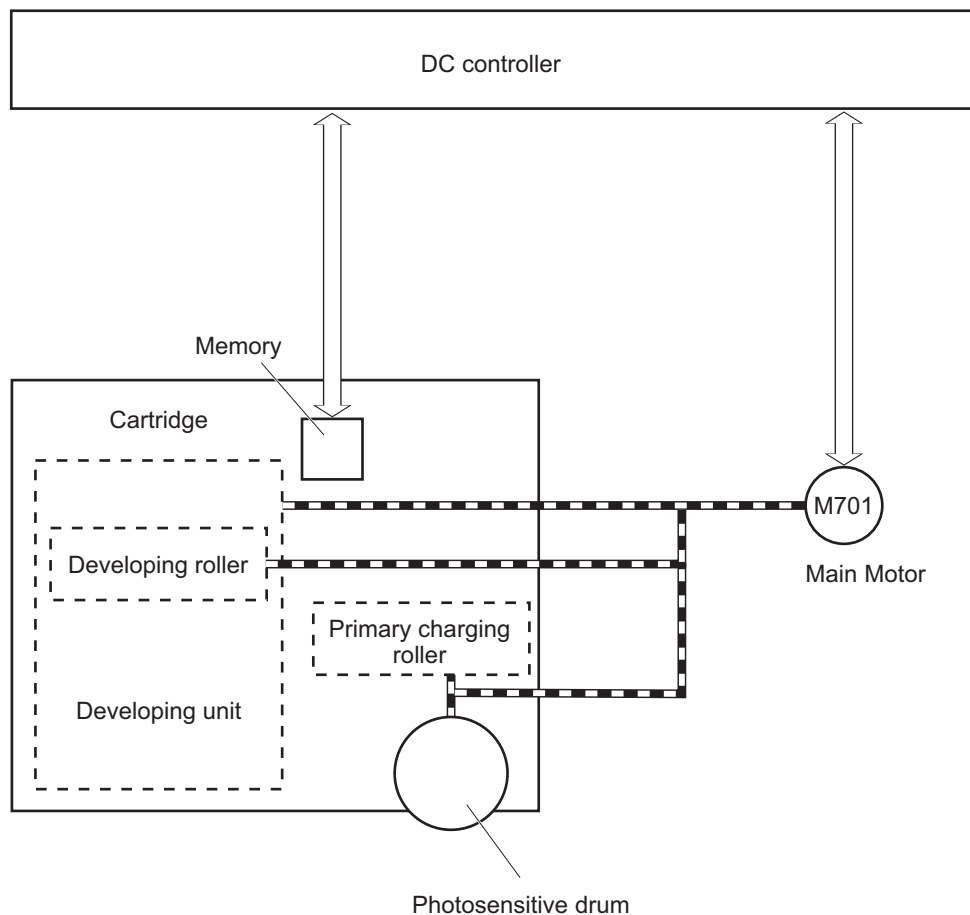 DC controller
Memory
Cartridge
M701
Developing roller
Main Motor
Primary charging
roller
Developing unit
Photosensitive drum